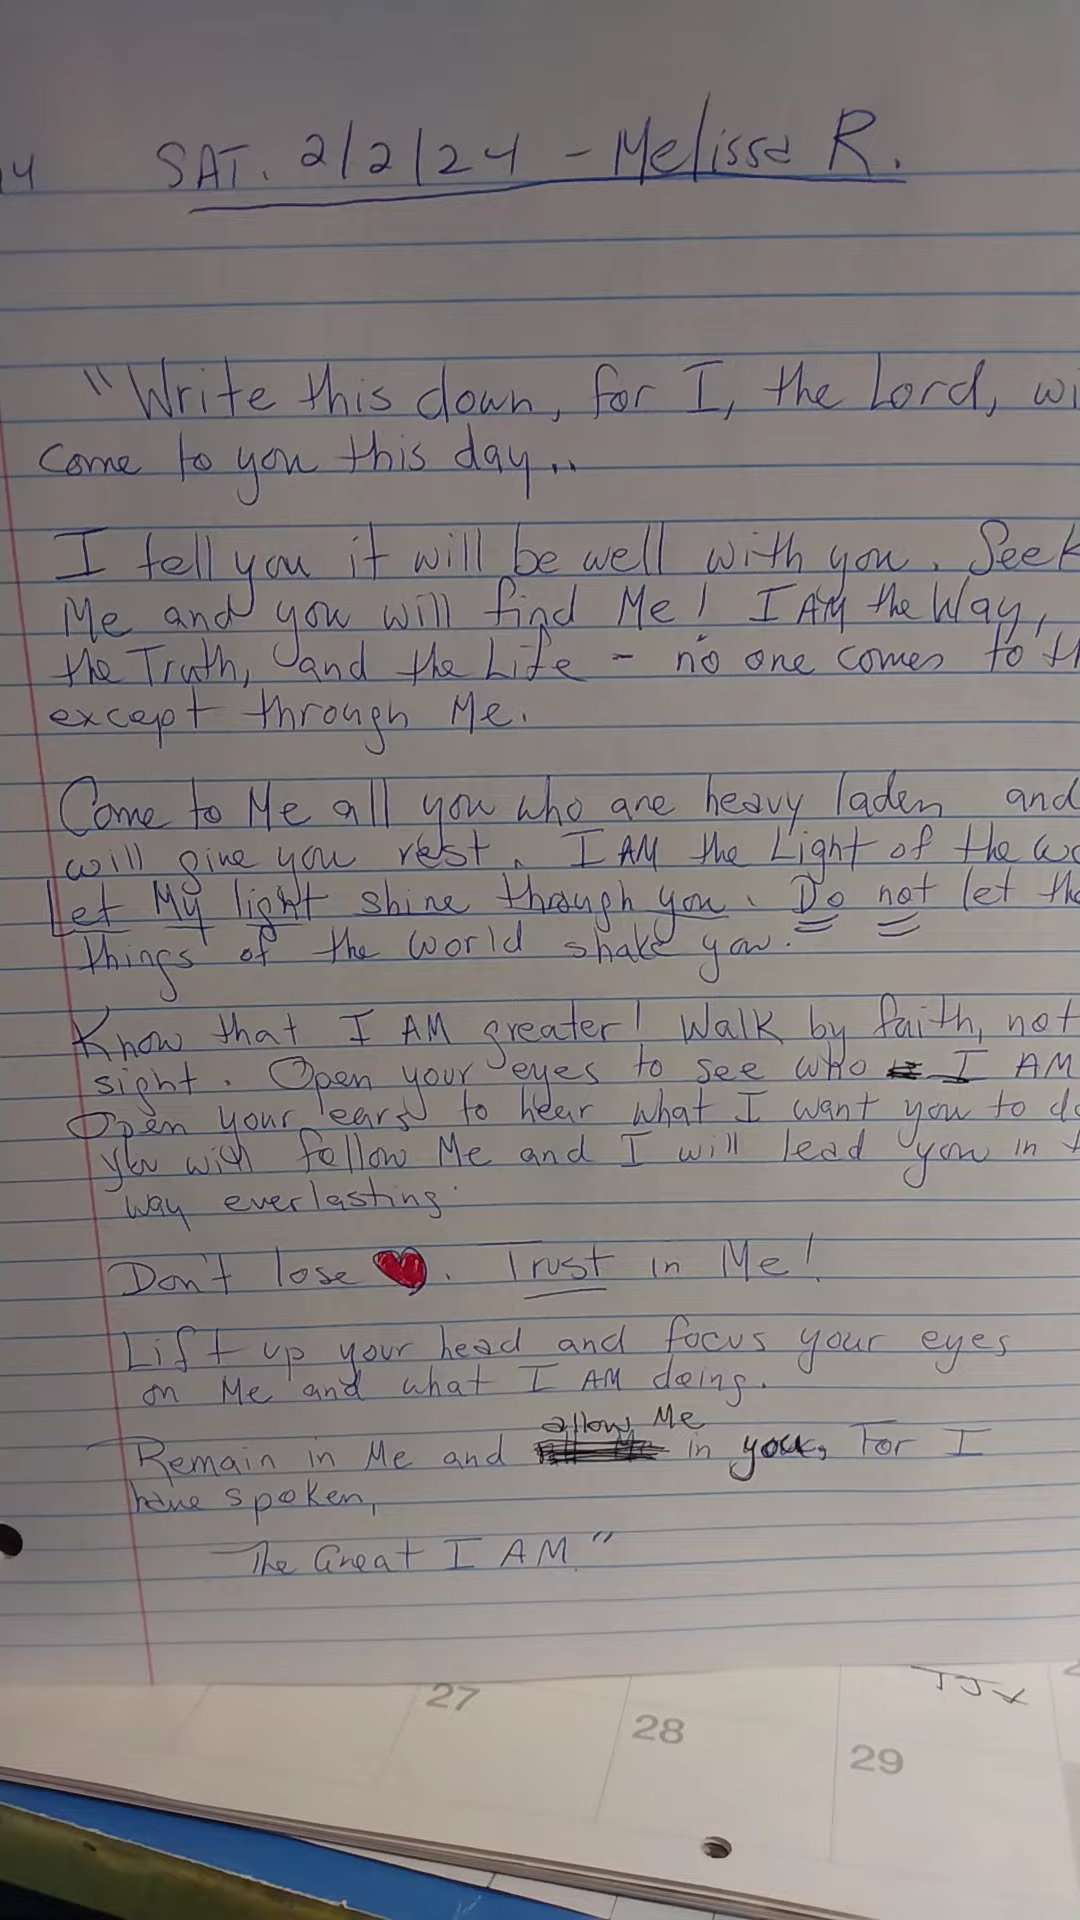 14
SAT. 2/2/24 - Melissa R.
"Write this down, for I, the Lord, wi
come to you this day..
I tell you it will be well with you. Seek
Me and you will find Me! I AM the Way,
the Truth, and the Life - no one comes to th
except through Me.
Come to Me all you who are heavy laden and
will give you rest. I AM the Light of the wo
Let My light shine through you. Do not let the
things of the world shake you.
Know that I AM greater! Walk by faith, not
sight. Open your eyes to see who I AM
Open your ears to hear what I want you to do
you will follow Me and I will lead you in t
way everlasting.
Don't lose ❤. Trust in Me!
Lift up your head and focus your eyes
on Me and what I AM doing.
allow Me
Remain in Me and in you, For I
have spoken,
The Great I AM"
27
28
29
TJX
2